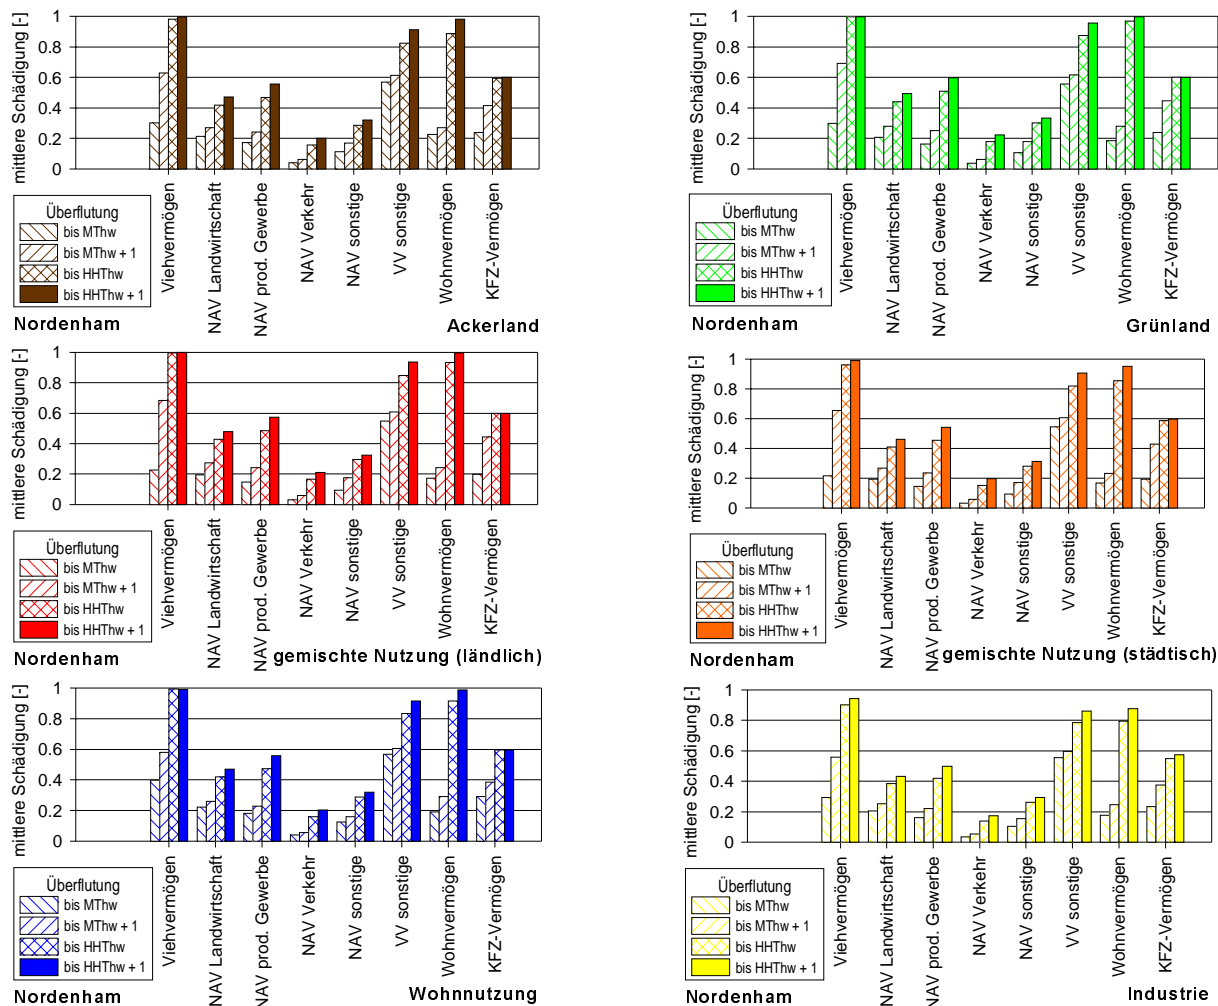 mittlere Schädigung [-]
1
0.8
0.6
0.4
0.2
0
Viehvermögen
NAV Landwirtschaft
NAV prod. Gewerbe
NAV Verkehr
NAV sonstige
VV sonstige
Wohnvermögen
KFZ-Vermögen
Überflutung
bis MThw
bis MThw + 1
bis HHThw
bis HHThw + 1
Nordenham
Ackerland
mittlere Schädigung [-]
1
0.8
0.6
0.4
0.2
0
Viehvermögen
NAV Landwirtschaft
NAV prod. Gewerbe
NAV Verkehr
NAV sonstige
VV sonstige
Wohnvermögen
KFZ-Vermögen
Überflutung
bis MThw
bis MThw + 1
bis HHThw
bis HHThw + 1
Nordenham
Grünland
mittlere Schädigung [-]
1
0.8
0.6
0.4
0.2
0
Viehvermögen
NAV Landwirtschaft
NAV prod. Gewerbe
NAV Verkehr
NAV sonstige
VV sonstige
Wohnvermögen
KFZ-Vermögen
Überflutung
bis MThw
bis MThw + 1
bis HHThw
bis HHThw + 1
Nordenham
gemischte Nutzung (ländlich)
mittlere Schädigung [-]
1
0.8
0.6
0.4
0.2
0
Viehvermögen
NAV Landwirtschaft
NAV prod. Gewerbe
NAV Verkehr
NAV sonstige
VV sonstige
Wohnvermögen
KFZ-Vermögen
Überflutung
bis MThw
bis MThw + 1
bis HHThw
bis HHThw + 1
Nordenham
gemischte Nutzung (städtisch)
mittlere Schädigung [-]
1
0.8
0.6
0.4
0.2
0
Viehvermögen
NAV Landwirtschaft
NAV prod. Gewerbe
NAV Verkehr
NAV sonstige
VV sonstige
Wohnvermögen
KFZ-Vermögen
Überflutung
bis MThw
bis MThw + 1
bis HHThw
bis HHThw + 1
Nordenham
Wohnnutzung
mittlere Schädigung [-]
1
0.8
0.6
0.4
0.2
0
Viehvermögen
NAV Landwirtschaft
NAV prod. Gewerbe
NAV Verkehr
NAV sonstige
VV sonstige
Wohnvermögen
KFZ-Vermögen
Überflutung
bis MThw
bis MThw + 1
bis HHThw
bis HHThw + 1
Nordenham
Industrie